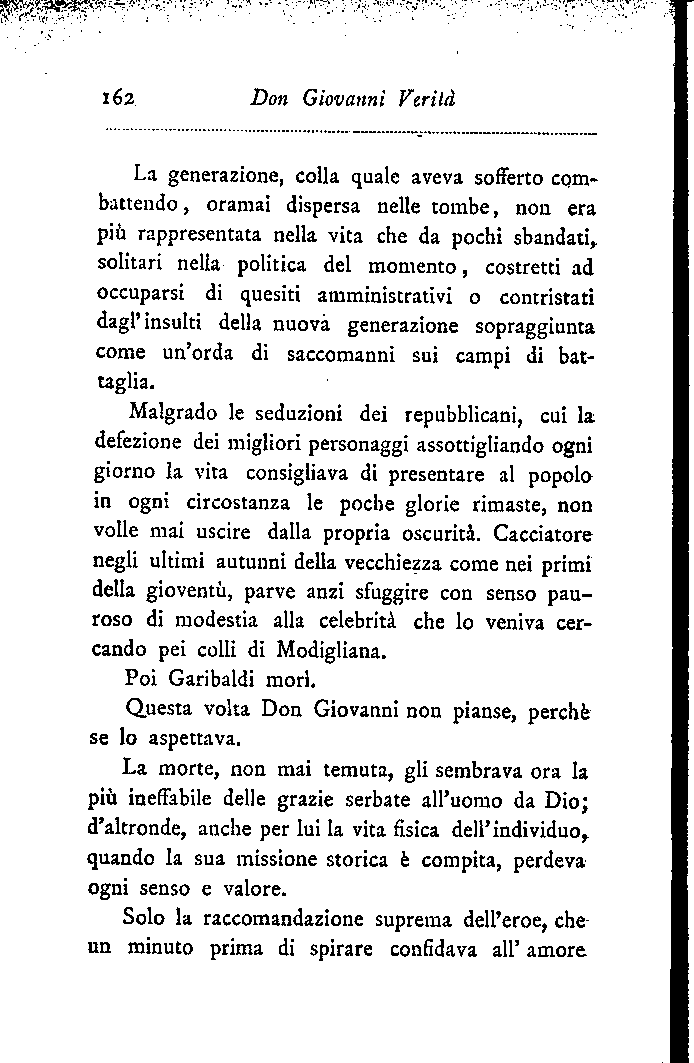 162 Don Giovanni Verità
La generazione, colla quale aveva sofferto com-
battendo, oramai dispersa nelle tombe, non era
più rappresentata nella vita che da pochi sbandati,
solitari nella politica del momento, costretti ad
occuparsi di quesiti amministrativi o contristati
dagl'insulti della nuova generazione sopraggiunta
come un'orda di saccomanni sui campi di bat-
taglia.
Malgrado le seduzioni dei repubblicani, cui la
defezione dei migliori personaggi assottigliando ogni
giorno la vita consigliava di presentare al popolo
in ogni circostanza le poche glorie rimaste, non
volle mai uscire dalla propria oscurità. Cacciatore
negli ultimi autunni della vecchiezza come nei primi
della gioventù, parve anzi sfuggire con senso pau-
roso di modestia alla celebrità che lo veniva cer-
cando pei colli di Modigliana.
Poi Garibaldi morì.
Questa volta Don Giovanni non pianse, perchè
se lo aspettava.
La morte, non mai temuta, gli sembrava ora la
più ineffabile delle grazie serbate all'uomo da Dio;
d'altronde, anche per lui la vita fisica dell'individuo,
quando la sua missione storica è compita, perdeva
ogni senso e valore.
Solo la raccomandazione suprema dell'eroe, che
un minuto prima di spirare confidava all' amore